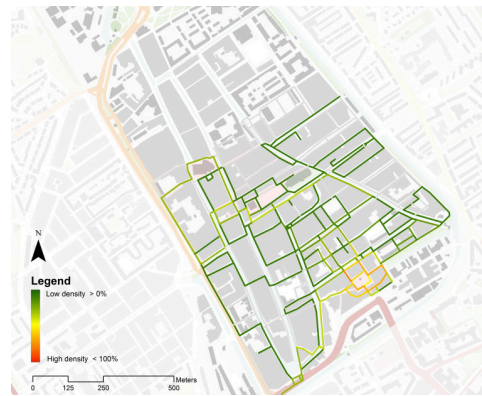 N
Legend
Low density > 0%
High density < 100%
0 125 250 500 Meters